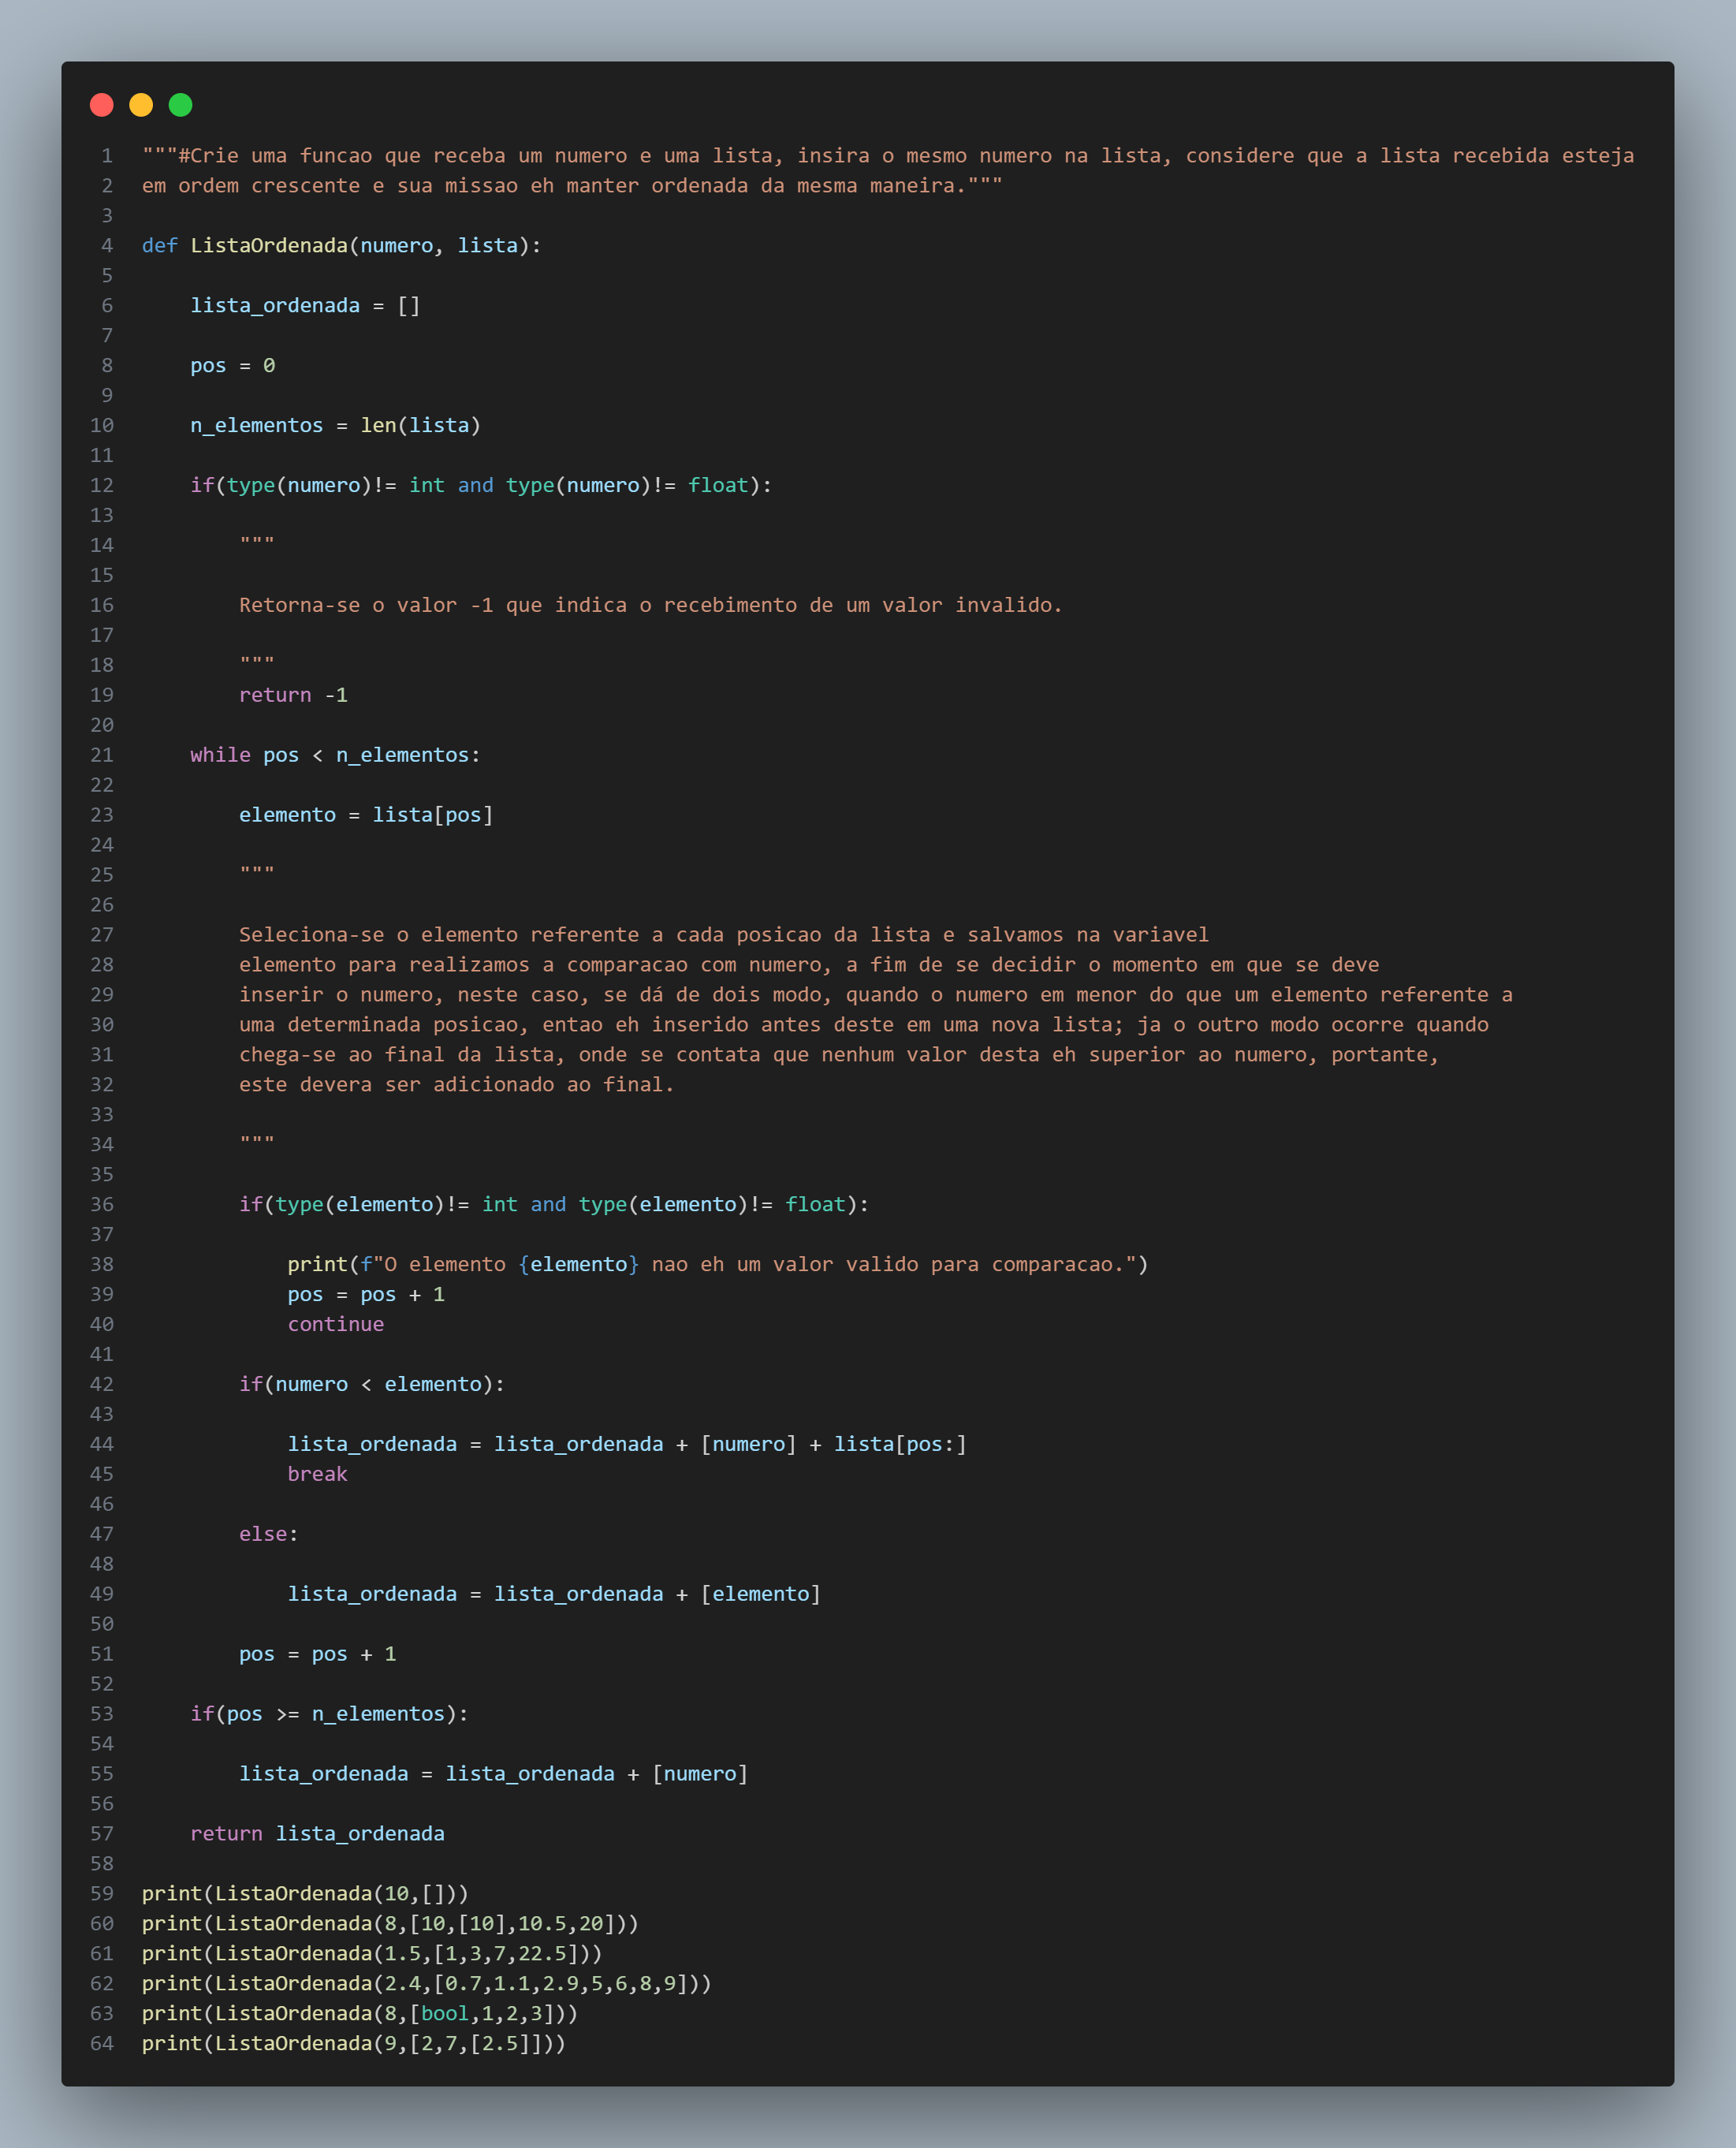 1 """#Crie uma funcao que receba um numero e uma lista, insira o mesmo numero na lista, considere que a lista recebida esteja
2 em ordem crescente e sua missao eh manter ordenada da mesma maneira."""
3
4 def ListaOrdenada(numero, lista):
5
6     lista_ordenada = []
7
8     pos = 0
9
10     n_elementos = len(lista)
11
12     if(type(numero)!= int and type(numero)!= float):
13
14         """
15
16         Retorna-se o valor -1 que indica o recebimento de um valor invalido.
17
18         """
19         return -1
20
21     while pos < n_elementos:
22
23         elemento = lista[pos]
24
25         """
26
27         Seleciona-se o elemento referente a cada posicao da lista e salvamos na variavel
28         elemento para realizamos a comparacao com numero, a fim de se decidir o momento em que se deve
29         inserir o numero, neste caso, se dá de dois modo, quando o numero em menor do que um elemento referente a
30         uma determinada posicao, entao eh inserido antes deste em uma nova lista; ja o outro modo ocorre quando
31         chega-se ao final da lista, onde se contata que nenhum valor desta eh superior ao numero, portante,
32         este devera ser adicionado ao final.
33
34         """
35
36         if(type(elemento)!= int and type(elemento)!= float):
37
38             print(f"O elemento {elemento} nao eh um valor valido para comparacao.")
39             pos = pos + 1
40             continue
41
42         if(numero < elemento):
43
44             lista_ordenada = lista_ordenada + [numero] + lista[pos:]
45             break
46
47         else:
48
49             lista_ordenada = lista_ordenada + [elemento]
50
51         pos = pos + 1
52
53     if(pos >= n_elementos):
54
55         lista_ordenada = lista_ordenada + [numero]
56
57     return lista_ordenada
58
59 print(ListaOrdenada(10,[]))
60 print(ListaOrdenada(8,[10,[10],10.5,20]))
61 print(ListaOrdenada(1.5,[1,3,7,22.5]))
62 print(ListaOrdenada(2.4,[0.7,1.1,2.9,5,6,8,9]))
63 print(ListaOrdenada(8,[bool,1,2,3]))
64 print(ListaOrdenada(9,[2,7,[2.5]]))